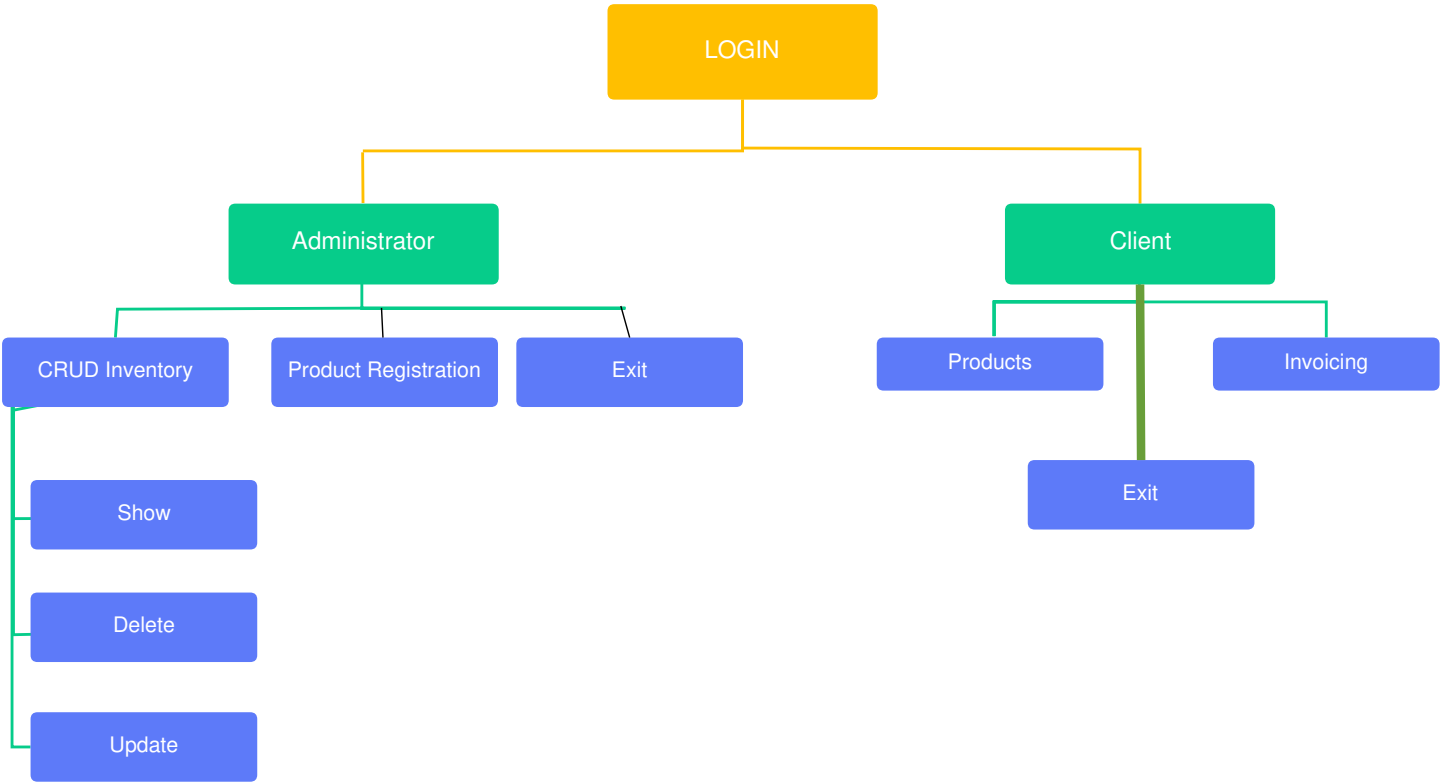 LOGIN
Administrator
Client
CRUD Inventory
Product Registration
Exit
Products
Invoicing
Exit
Show
Delete
Update